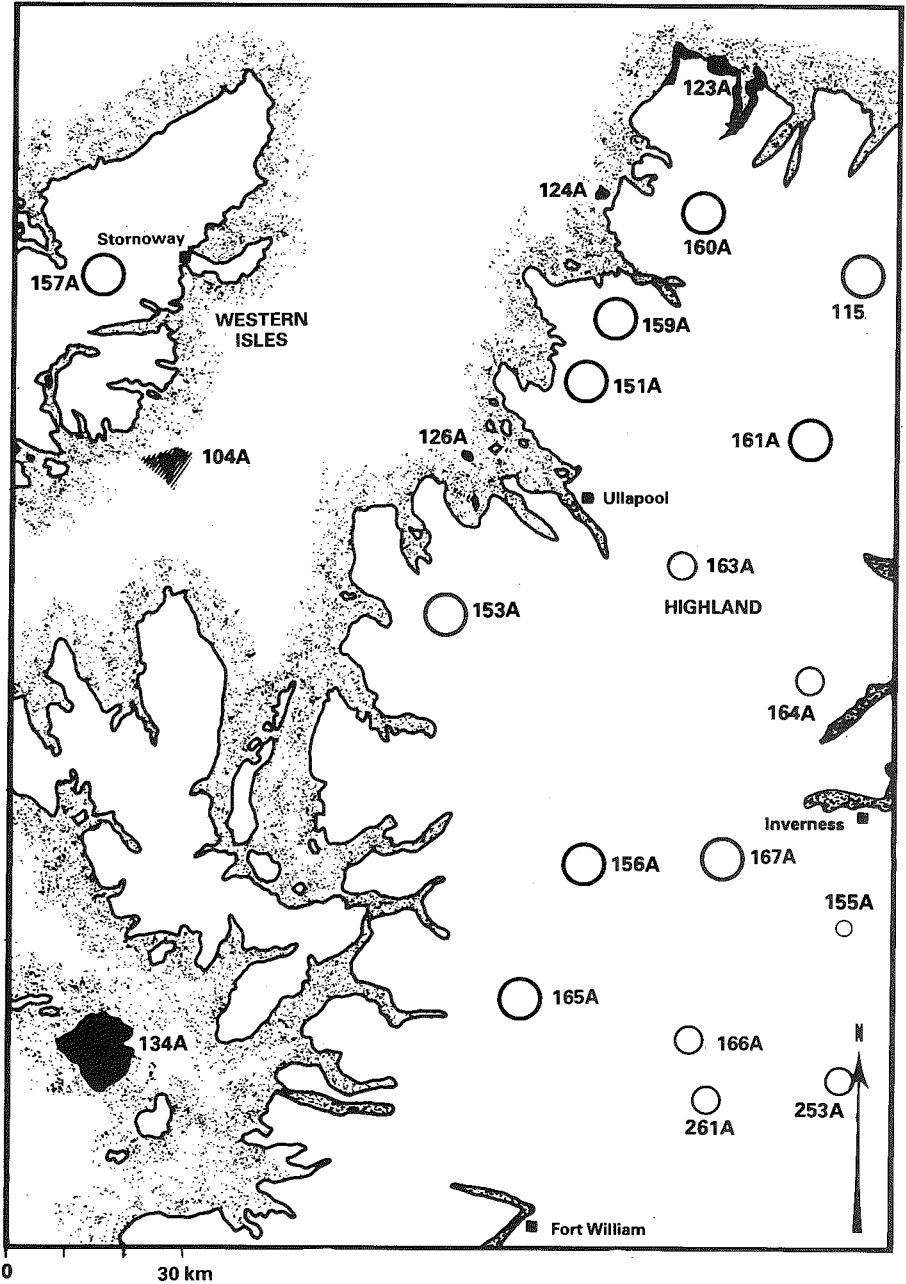 123A
124A
160A
Stornoway
157A
115
WESTERN
ISLES
159A
151A
126A
161A
104A
Ullapool
163A
HIGHLAND
153A
164A
Inverness
156A
167A
155A
165A
134A
166A
N
253A
261A
Fort William
0
30 km